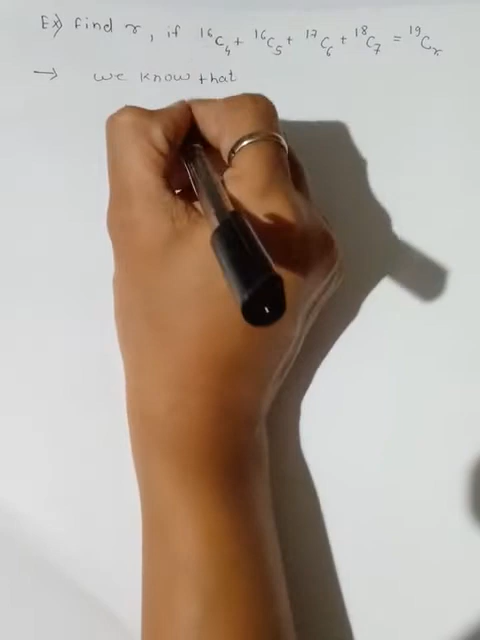 Ex) Find r, if ¹⁶C₄ + ¹⁶C₅ + ¹⁷C₆ + ¹⁸C₇ = ¹⁹Cᵣ
→ we know that